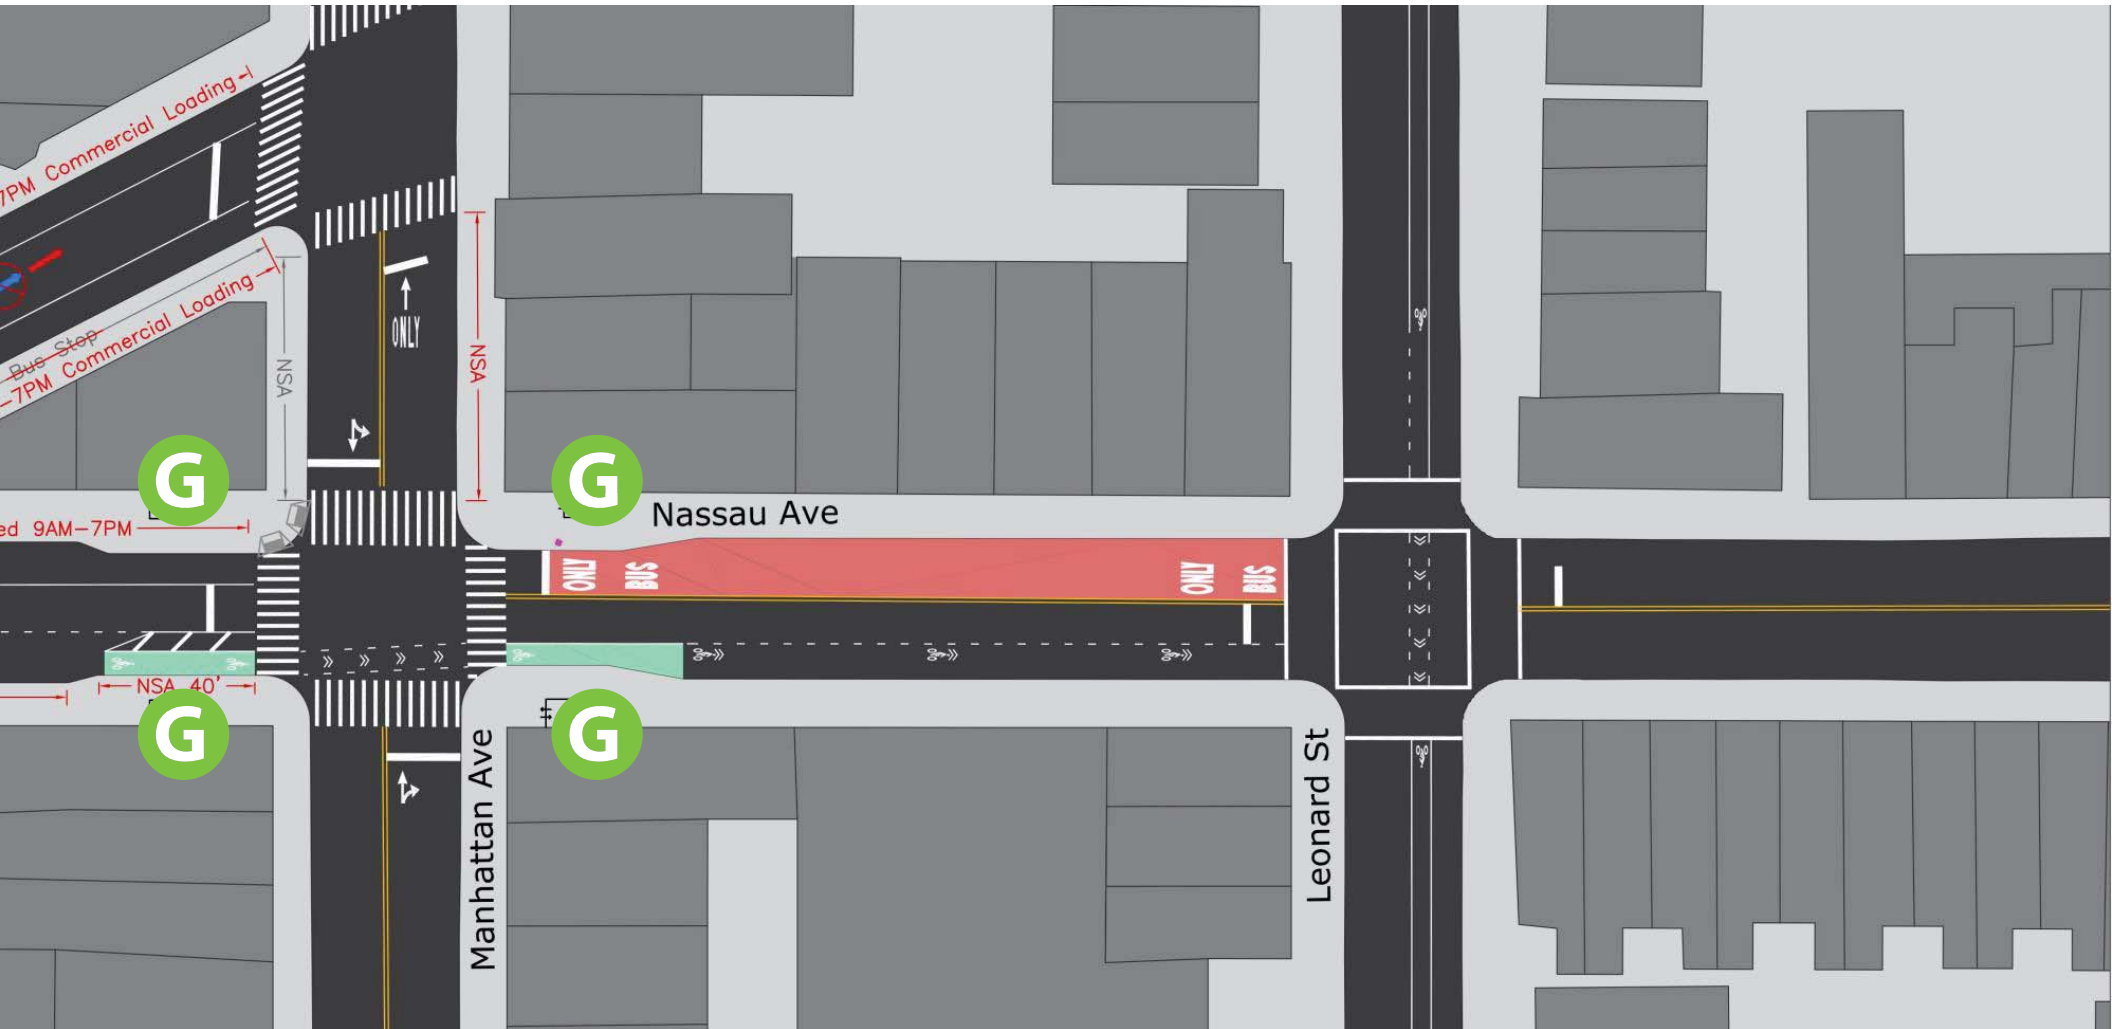 7PM Commercial Loading
Bus Stop
-7PM Commercial Loading
NSA
ONLY
NSA
G
G
Nassau Ave
ed 9AM-7PM
ONLY
BUS
ONLY
BUS
NSA 40'
G
G
Manhattan Ave
Leonard St